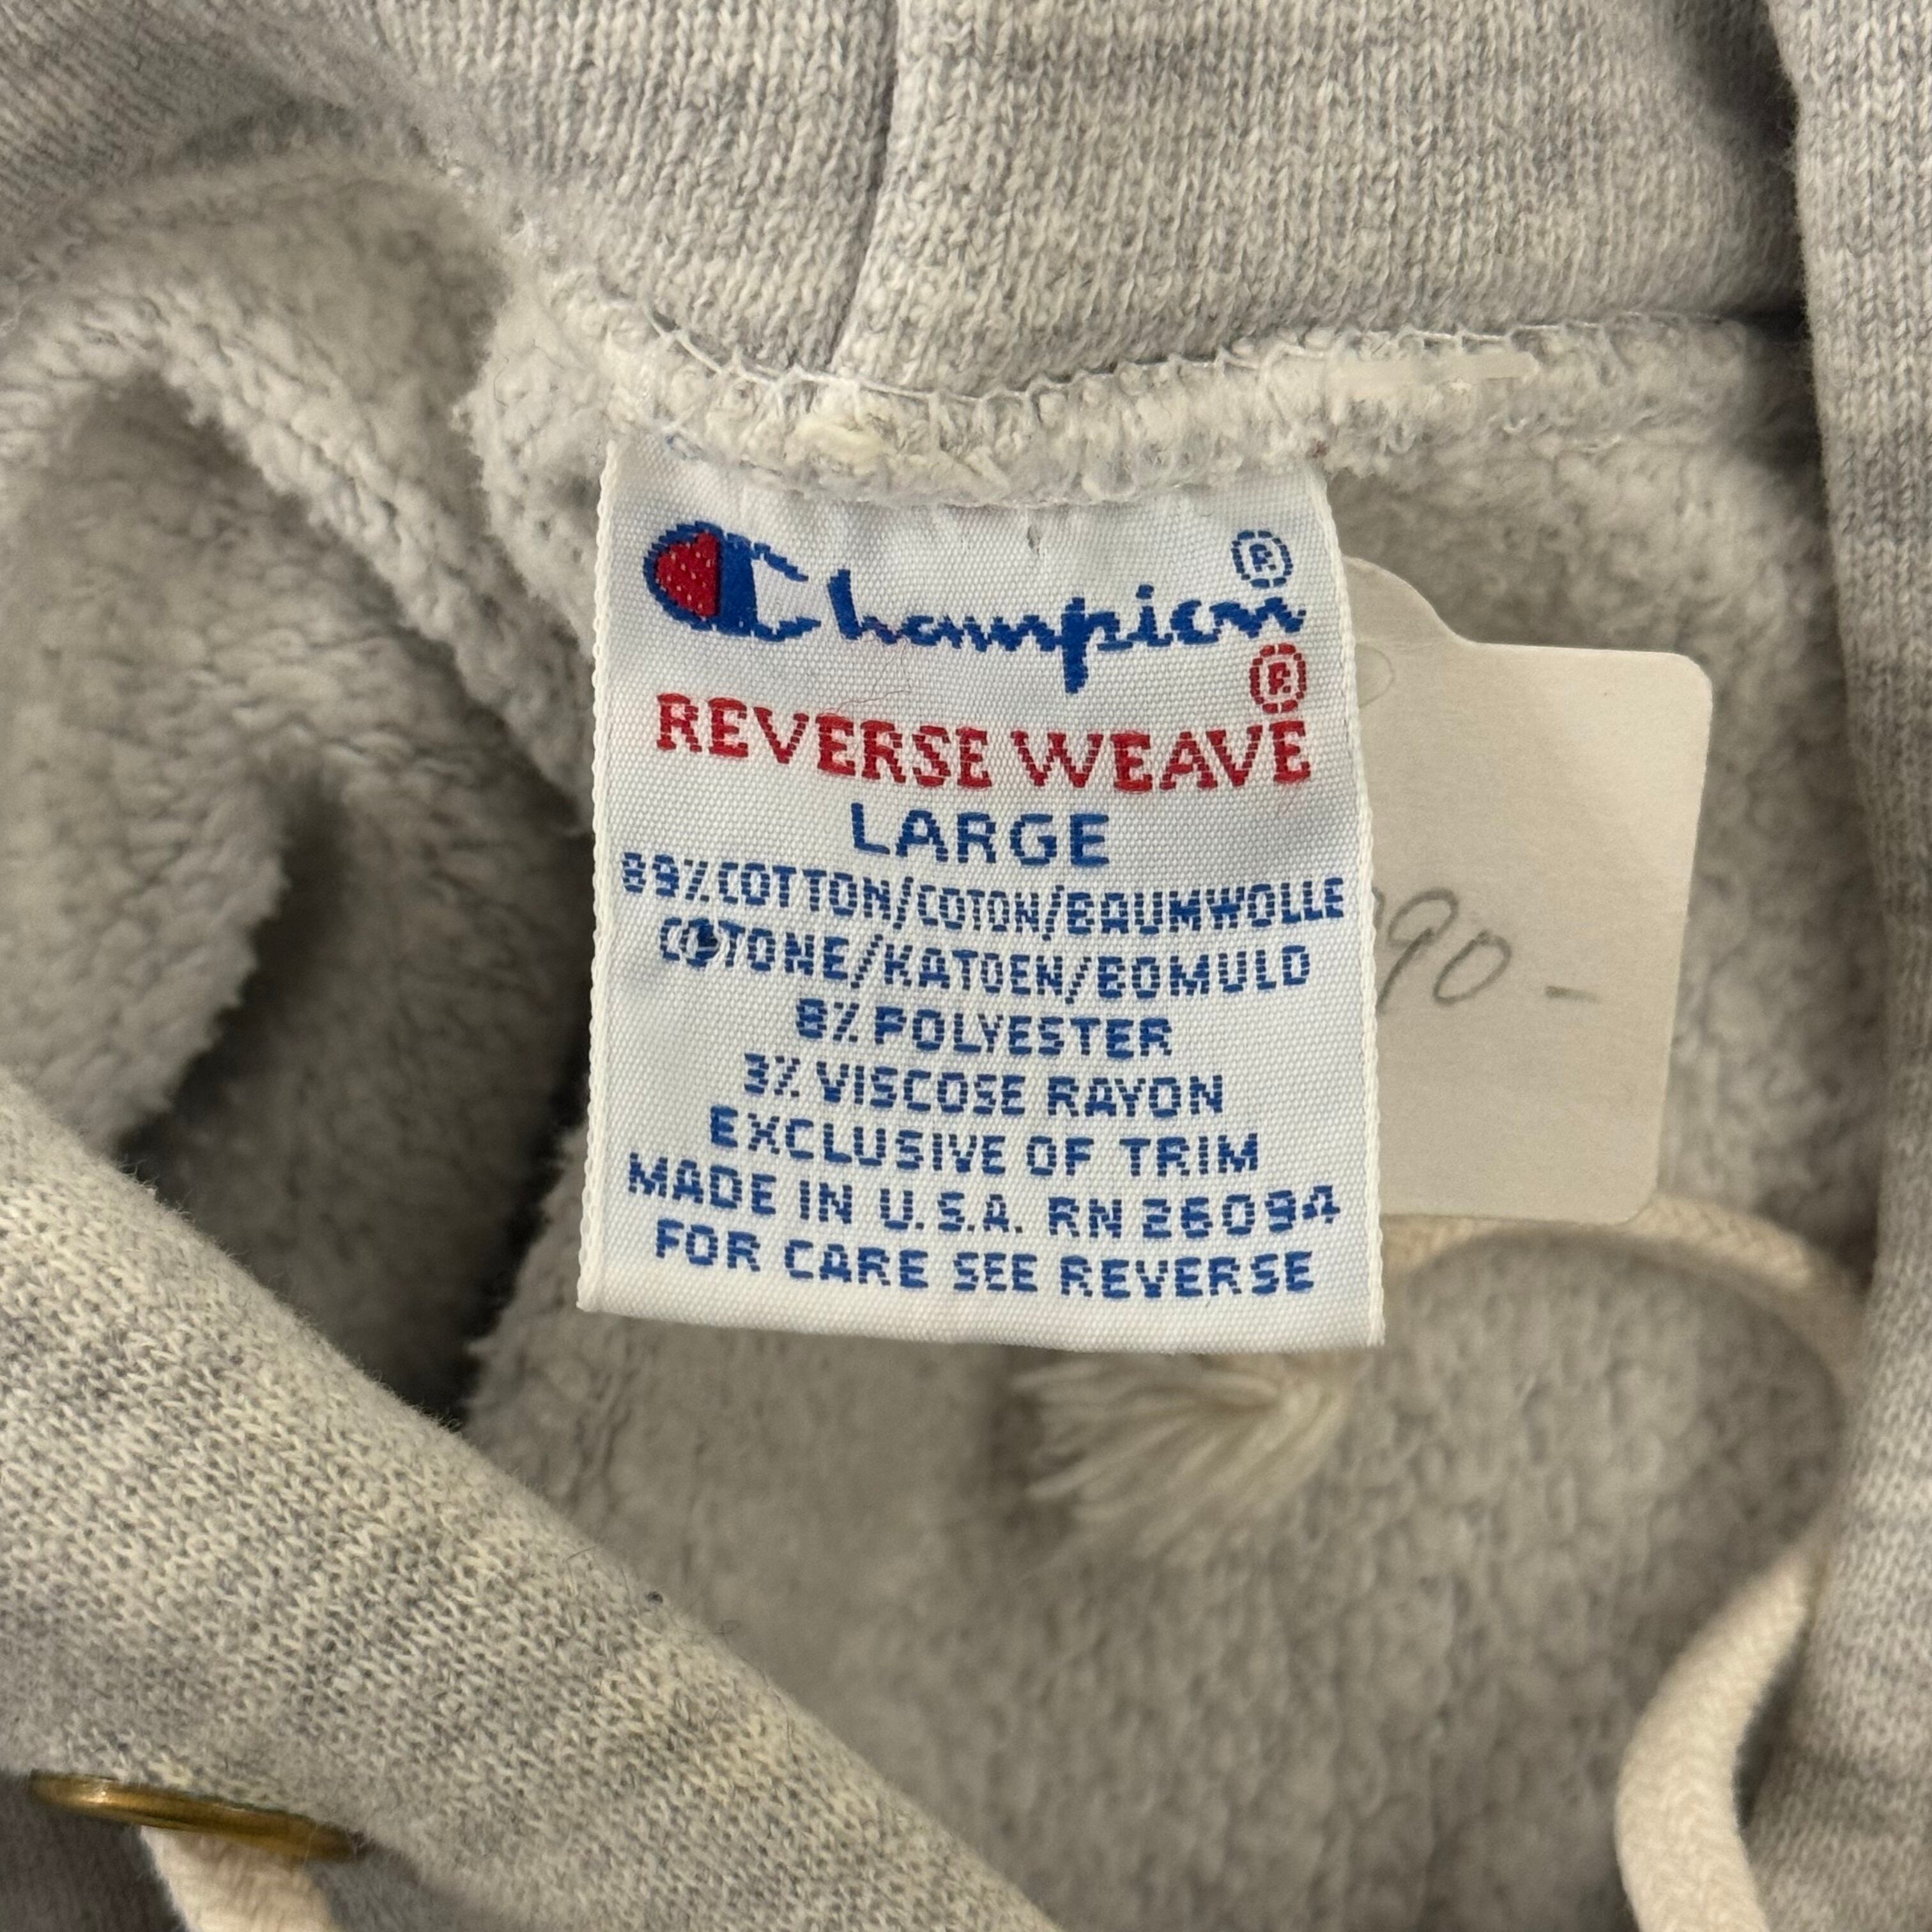 Champion®
REVERSE WEAVE®
LARGE
89% COTTON/COTON/BAUMWOLLE
COTONE/KATOEN/BOMULD
8% POLYESTER
3% VISCOSE RAYON
EXCLUSIVE OF TRIM
MADE IN U.S.A. RN 26094
FOR CARE SEE REVERSE
90-